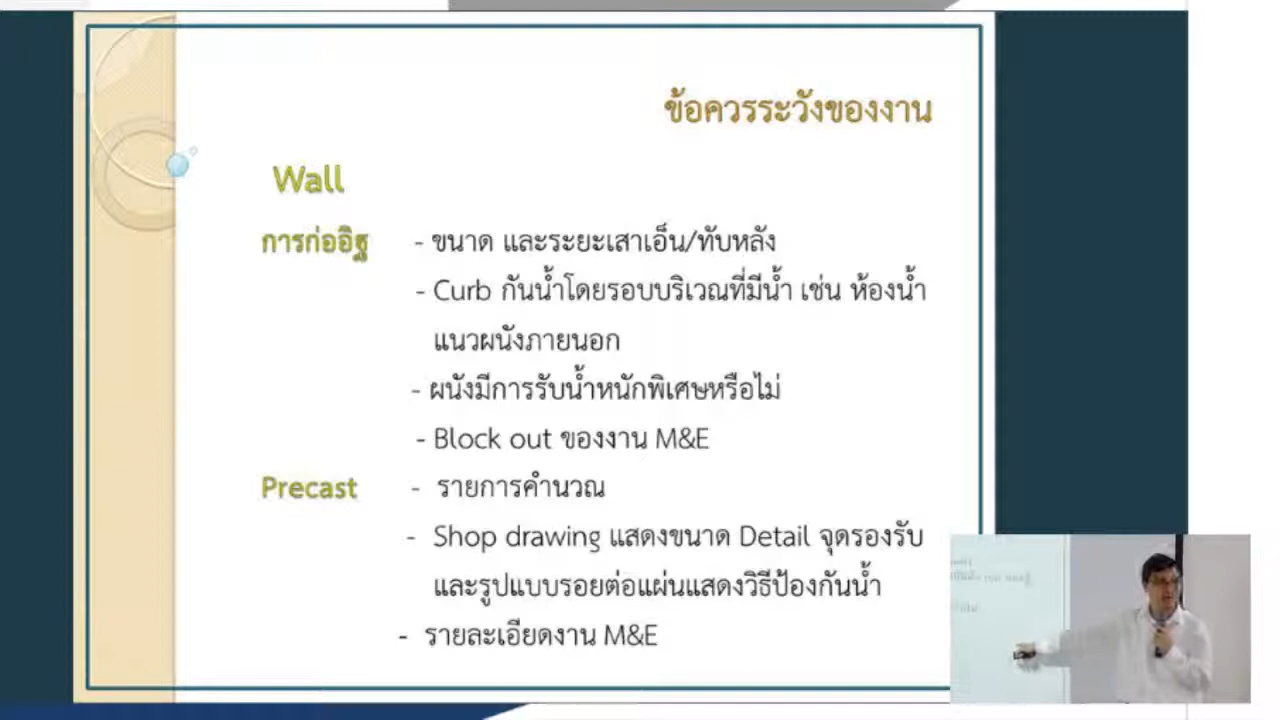 ข้อควรระวังของงาน
Wall
การก่ออิฐ - ขนาด และระยะเสาเอ็น/ทับหลัง
- Curb กันน้ำโดยรอบบริเวณที่มีน้ำ เช่น ห้องน้ำ
แนวผนังภายนอก
- ผนังมีการรับน้ำหนักพิเศษหรือไม่
- Block out ของงาน M&E
Precast - รายการคำนวณ
- Shop drawing แสดงขนาด Detail จุดรองรับ
และรูปแบบรอยต่อแผ่นแสดงวิธีป้องกันน้ำ
- รายละเอียดงาน M&E